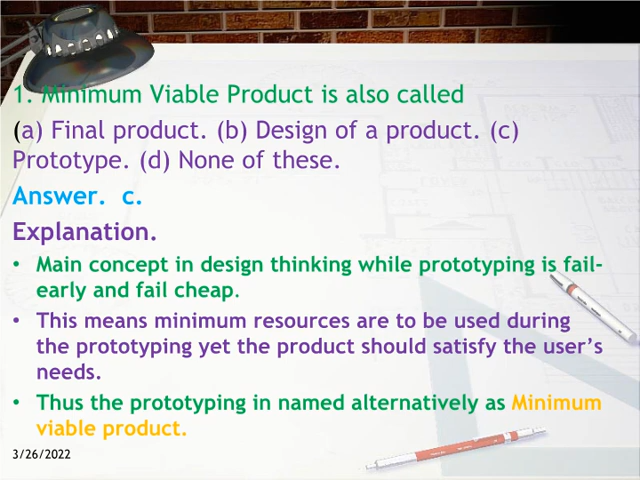 1. Minimum Viable Product is also called
(a) Final product. (b) Design of a product. (c)
Prototype. (d) None of these.
Answer.  c.
Explanation.
• Main concept in design thinking while prototyping is fail-
early and fail cheap.
• This means minimum resources are to be used during
the prototyping yet the product should satisfy the user’s
needs.
• Thus the prototyping in named alternatively as Minimum
viable product.
3/26/2022